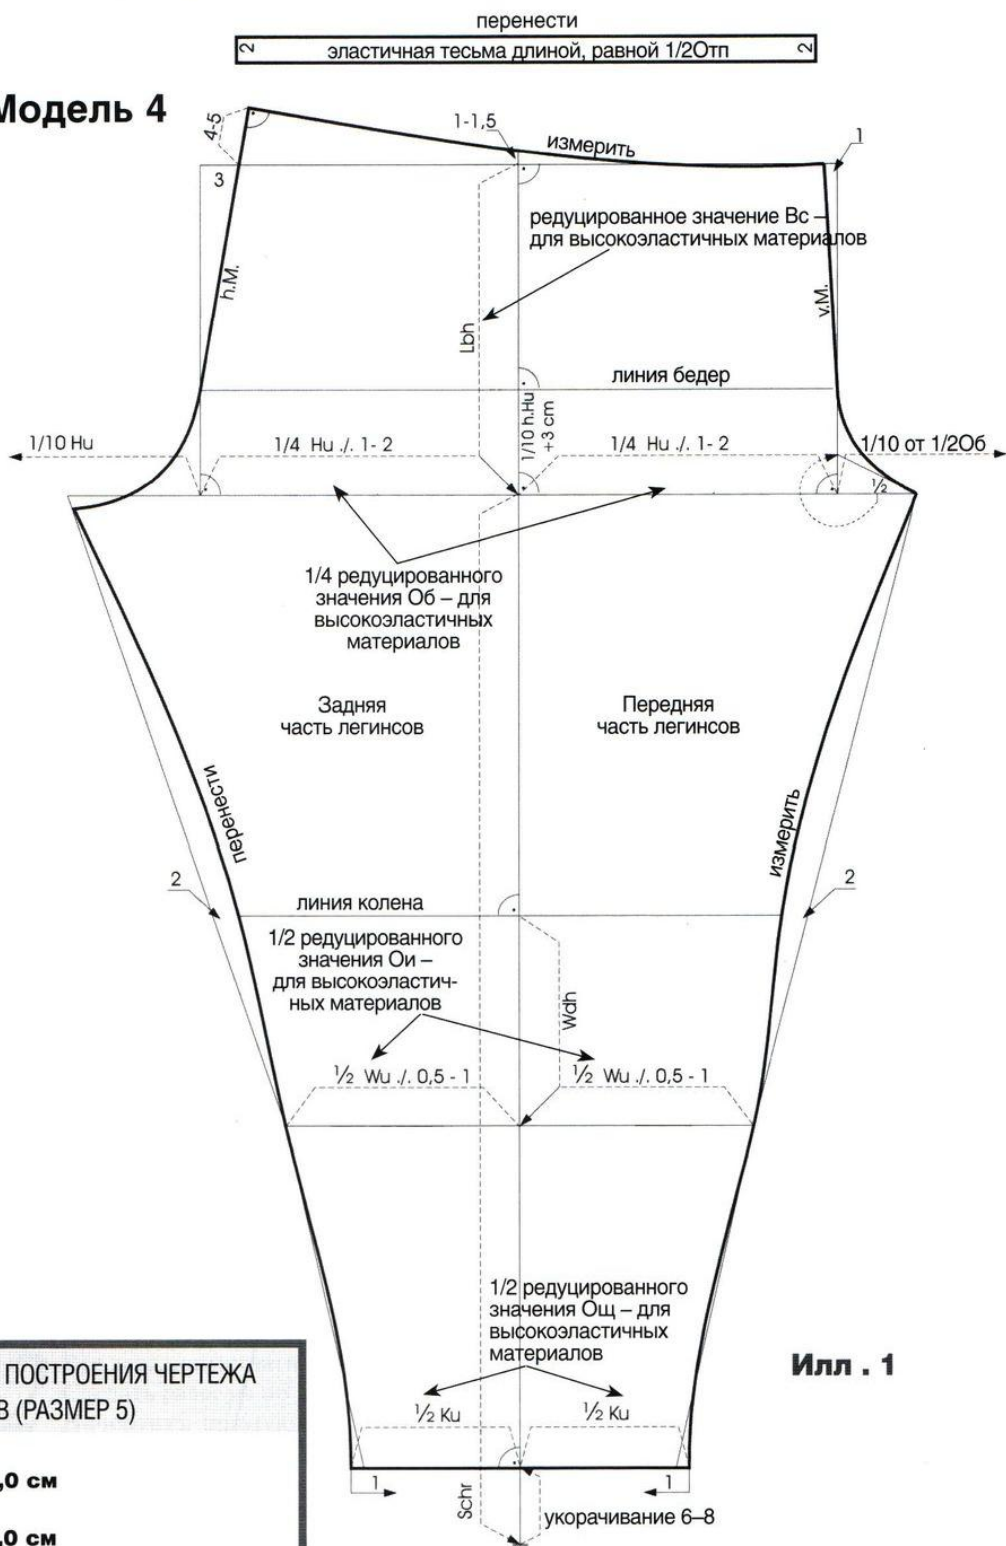 перенести
2 эластичная тесьма длиной, равной 1/2Отп 2
Модель 4
4-5
1-1,5
измерить
1
3
редуцированное значение Вс –
для высокоэластичных материалов
h.M.
v.M.
Lbh
линия бедер
1/10 h.Hu
+3 cm
1/10 Hu
1/4 Hu ./. 1- 2
1/4 Hu ./. 1- 2
1/10 от 1/2Об
½
1/4 редуцированного
значения Об – для
высокоэластичных
материалов
Задняя
часть легинсов
Передняя
часть легинсов
перенести
измерить
2
2
линия колена
1/2 редуцированного
значения Ои –
для высокоэластич-
ных материалов
Wdh
½ Wu ./. 0,5 - 1
½ Wu ./. 0,5 - 1
1/2 редуцированного
значения Ощ – для
высокоэластичных
материалов
Илл . 1
½ Ku
½ Ku
1
1
Schr
укорачивание 6–8
ПОСТРОЕНИЯ ЧЕРТЕЖА
В (РАЗМЕР 5)
,0 см
,0 см